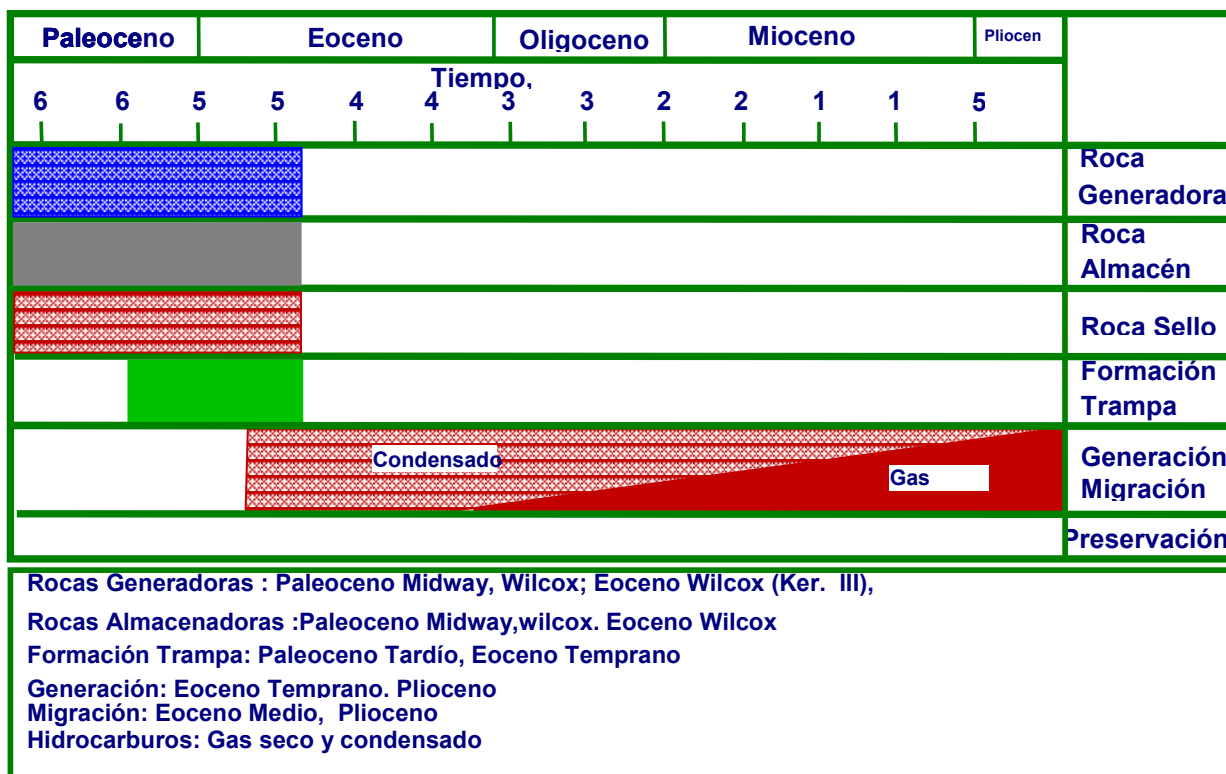 Paleoceno Eoceno Oligoceno Mioceno Pliocen
Tiempo,
6 6 5 5 4 4 3 3 2 2 1 1 5
Roca
Generadora
Roca
Almacén
Roca Sello
Formación
Trampa
Condensado
Gas
Generación
Migración
Preservación
Rocas Generadoras : Paleoceno Midway, Wilcox; Eoceno Wilcox (Ker. III),
Rocas Almacenadoras :Paleoceno Midway,wilcox. Eoceno Wilcox
Formación Trampa: Paleoceno Tardío, Eoceno Temprano
Generación: Eoceno Temprano. Plioceno
Migración: Eoceno Medio, Plioceno
Hidrocarburos: Gas seco y condensado